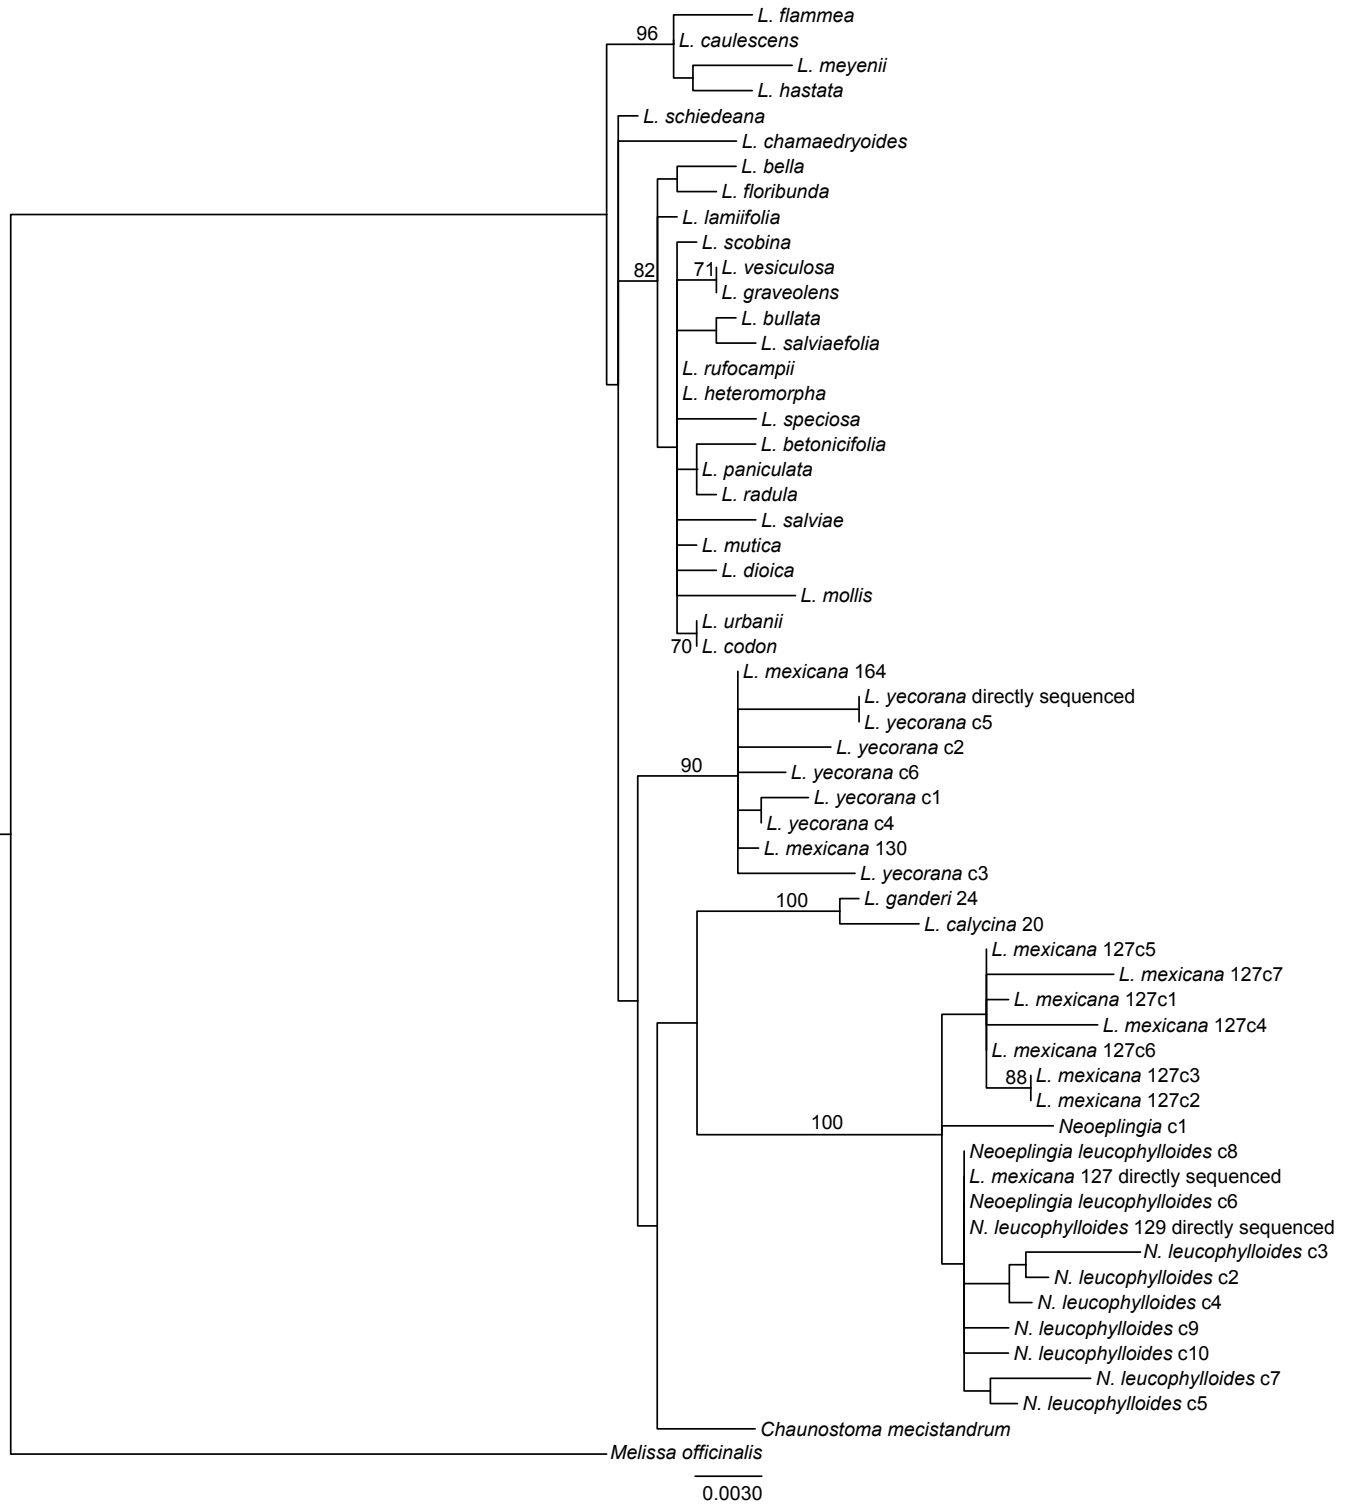 L. flammea
96
L. caulescens
L. meyenii
L. hastata
L. schiedeana
L. chamaedryoides
L. bella
L. floribunda
L. lamiifolia
L. scobina
82
71
L. vesiculosa
L. graveolens
L. bullata
L. salviaefolia
L. rufocampii
L. heteromorpha
L. speciosa
L. betonicifolia
L. paniculata
L. radula
L. salviae
L. mutica
L. dioica
L. mollis
L. urbanii
70
L. codon
L. mexicana 164
L. yecorana directly sequenced
L. yecorana c5
L. yecorana c2
90
L. yecorana c6
L. yecorana c1
L. yecorana c4
L. mexicana 130
L. yecorana c3
100
L. ganderi 24
L. calycina 20
L. mexicana 127c5
L. mexicana 127c7
L. mexicana 127c1
L. mexicana 127c4
L. mexicana 127c6
88
L. mexicana 127c3
L. mexicana 127c2
100
Neoeplingia c1
Neoeplingia leucophylloides c8
L. mexicana 127 directly sequenced
Neoeplingia leucophylloides c6
N. leucophylloides 129 directly sequenced
N. leucophylloides c3
N. leucophylloides c2
N. leucophylloides c4
N. leucophylloides c9
N. leucophylloides c10
N. leucophylloides c7
N. leucophylloides c5
Chaunostoma mecistandrum
Melissa officinalis
0.0030